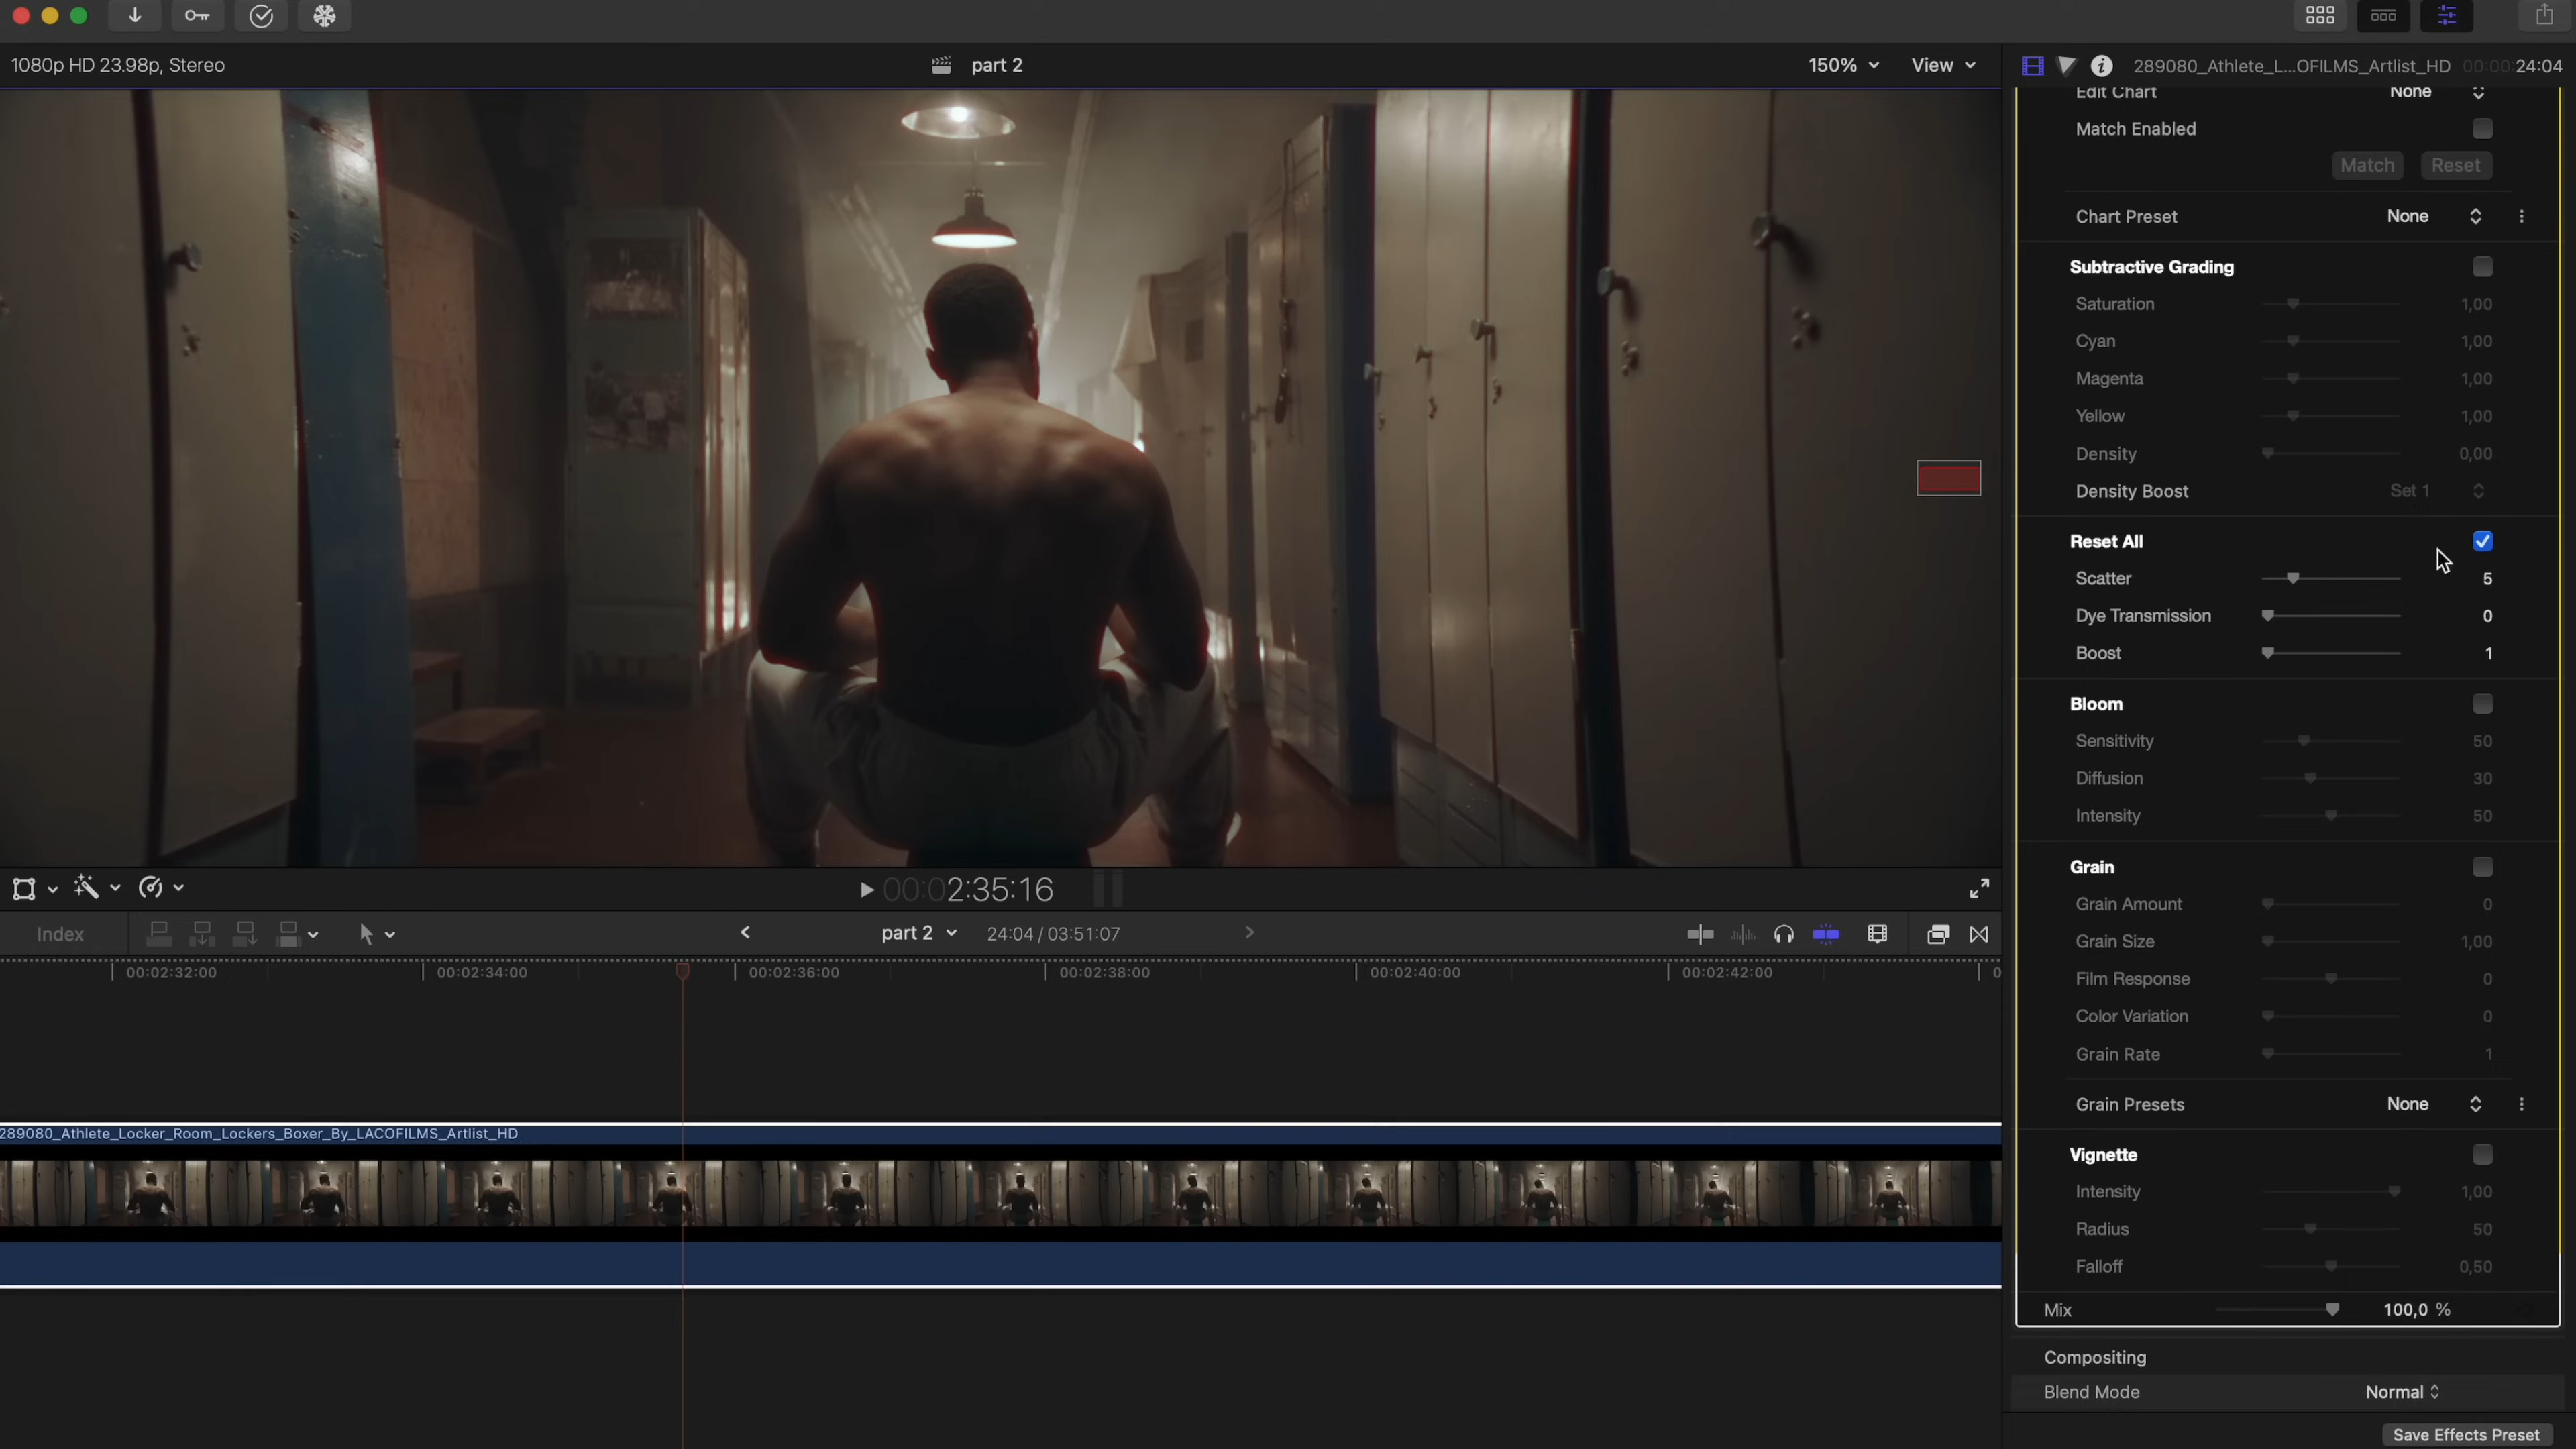 1080p HD 23.98p, Stereo
part 2
150%
View
289080_Athlete_L...OFILMS_Artlist_HD
00:00:24:04
Edit Chart None
Match Enabled
Match Reset
Chart Preset None
Subtractive Grading
Saturation 1,00
Cyan 1,00
Magenta 1,00
Yellow 1,00
Density 0,00
Density Boost Set 1
Reset All
Scatter 5
Dye Transmission 0
Boost 1
Bloom
Sensitivity 50
Diffusion 30
Intensity 50
Grain
Grain Amount 0
Grain Size 1,00
Film Response 0
Color Variation 0
Grain Rate 1
Grain Presets None
Vignette
Intensity 1,00
Radius 50
Falloff 0,50
Mix 100,0 %
Compositing
Blend Mode Normal
Save Effects Preset
00:02:35:16
Index
part 2
24:04 / 03:51:07
00:02:32:00 00:02:34:00 00:02:36:00 00:02:38:00 00:02:40:00 00:02:42:00 0
289080_Athlete_Locker_Room_Lockers_Boxer_By_LACOFILMS_Artlist_HD